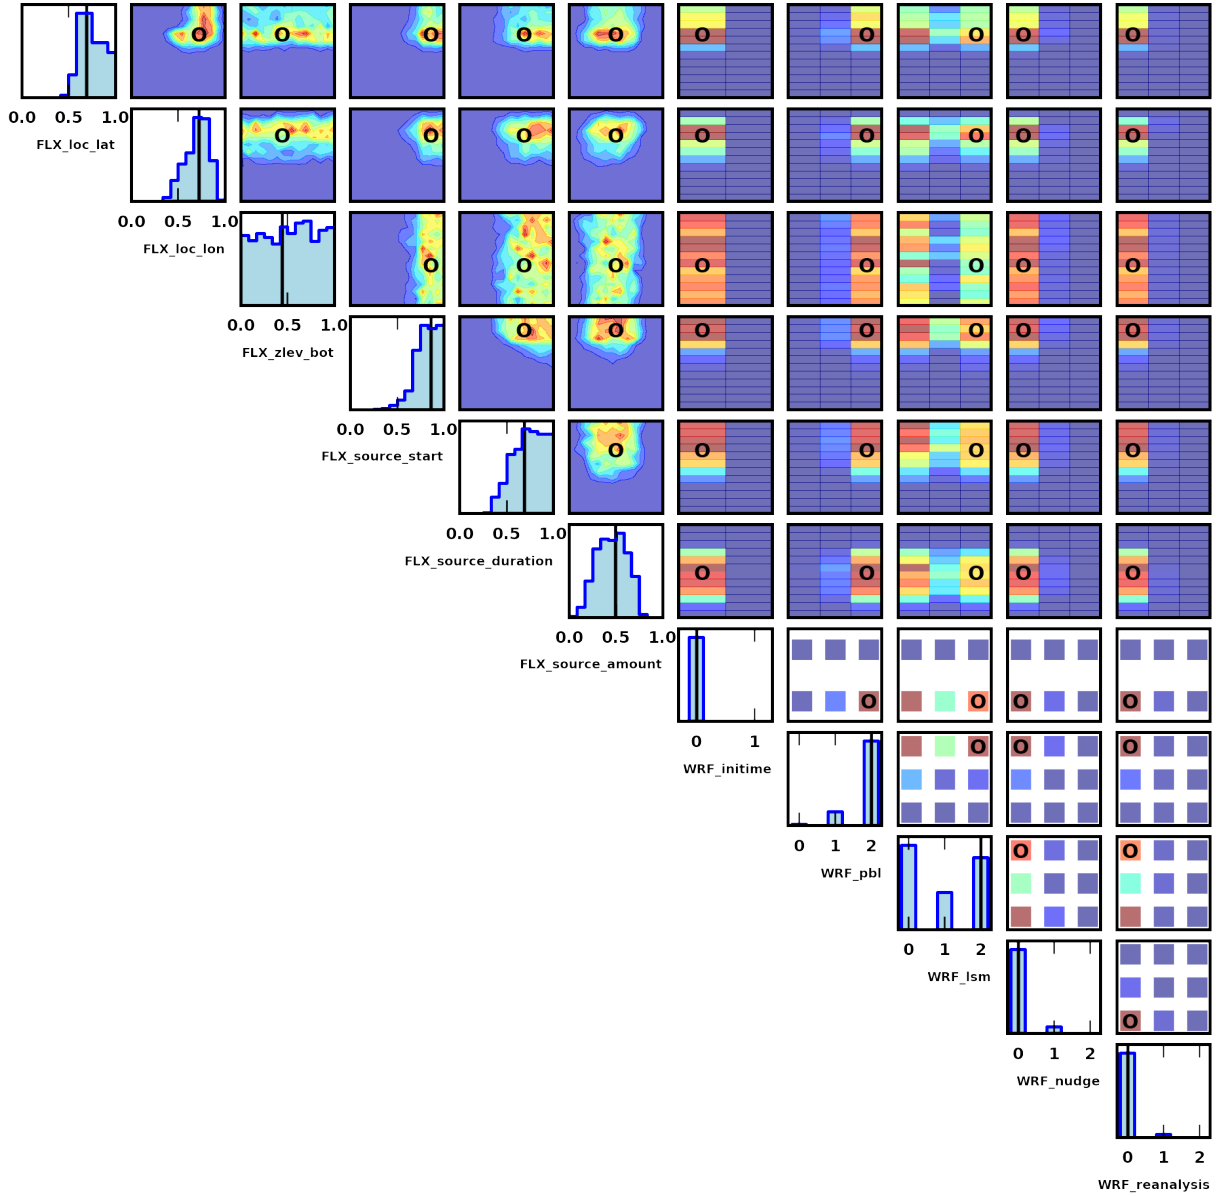 O O O O O O O O O O
0.0 0.5 1.0
FLX_loc_lat
O O O O O O O O O
0.0 0.5 1.0
FLX_loc_lon
O O O O O O O O
0.0 0.5 1.0
FLX_zlev_bot
O O O O O O O
0.0 0.5 1.0
FLX_source_start
O O O O O O
0.0 0.5 1.0
FLX_source_duration
O O O O O
0.0 0.5 1.0
FLX_source_amount
O O O O
0 1
WRF_initime
O O O
0 1 2
WRF_pbl
O O
0 1 2
WRF_lsm
O
0 1 2
WRF_nudge
0 1 2
WRF_reanalysis